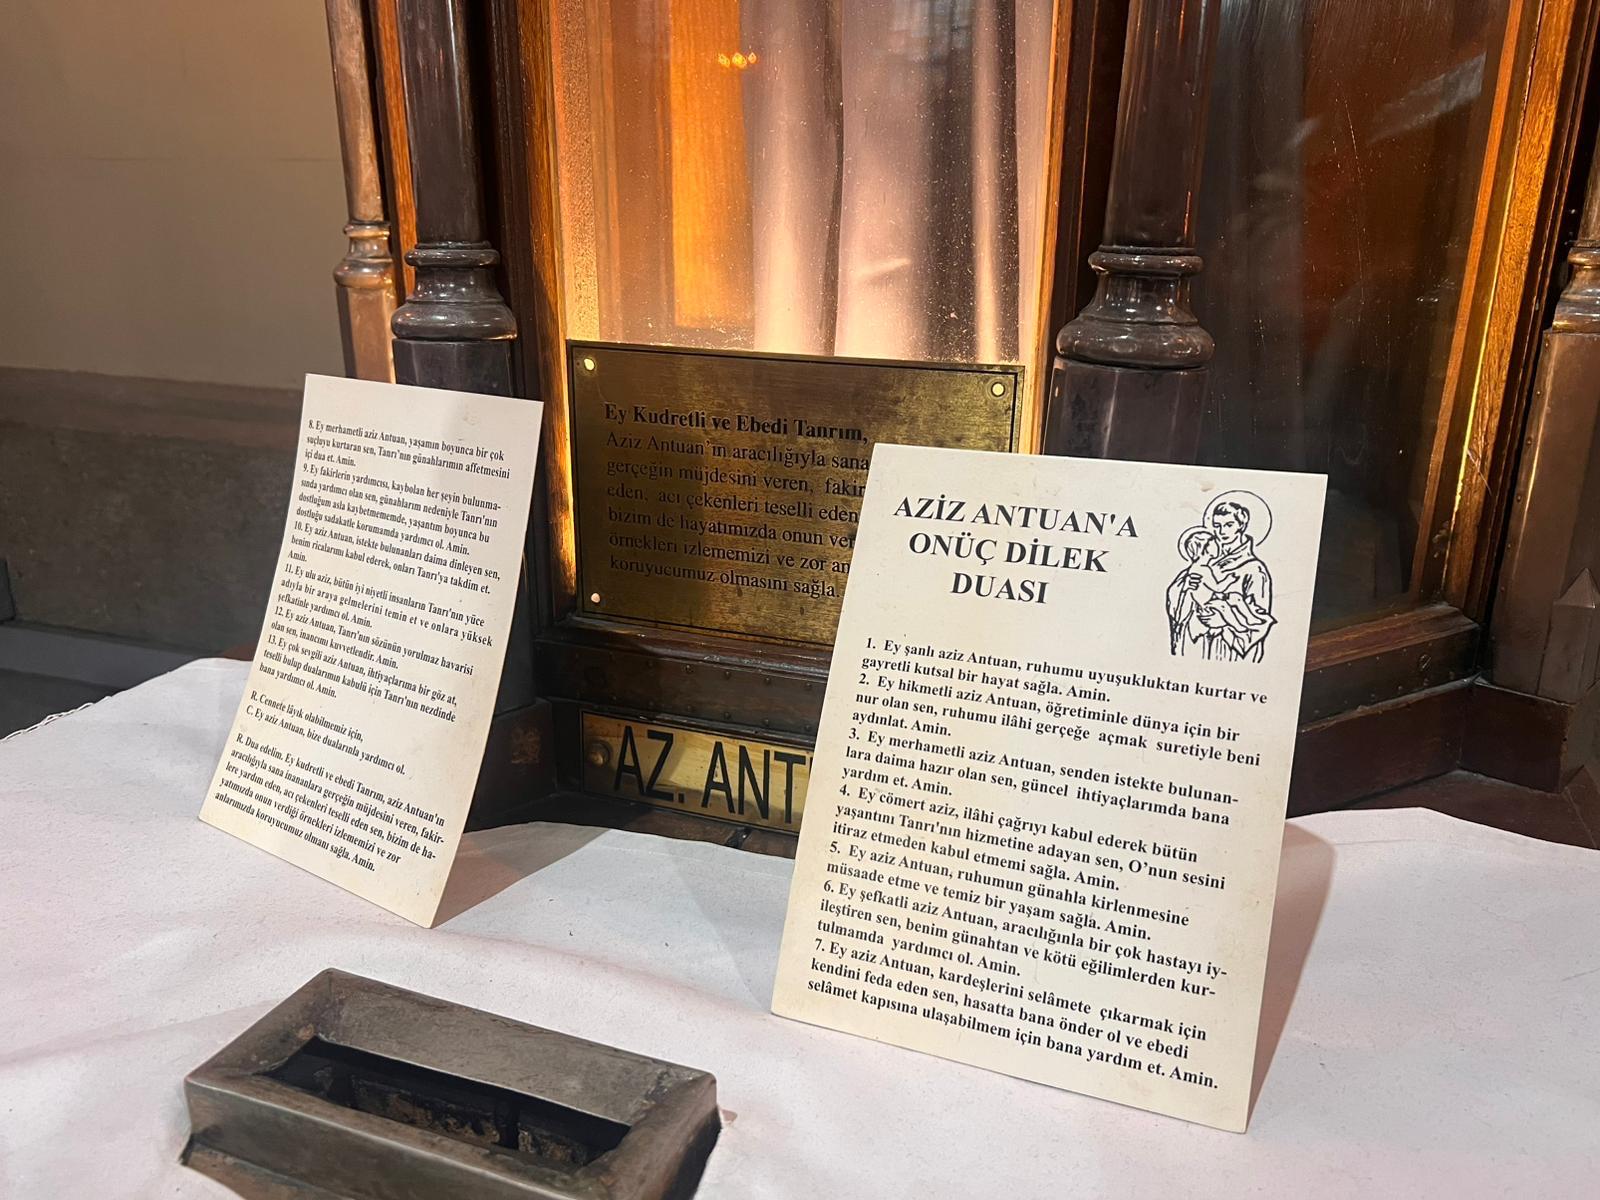 8. Ey merhametli aziz Antuan, yaşamın boyunca bir çok
suçluyu kurtaran sen, Tanrı'nın günahlarımın affetmesini
içi dua et. Amin.
9. Ey fakirlerin yardımcısı, kaybolan her şeyin bulunma-
sında yardımcı olan sen, günahlarım nedeniyle Tanrı'nın
dostluğum asla kaybetmememde, yaşantım boyunca bu
dostluğu sadakatle korumamda yardımcı ol. Amin.
10. Ey aziz Antuan, istekte bulunanları daima dinleyen sen,
benim ricalarımı kabul ederek, onları Tanrı'ya takdim et.
Amin.
11. Ey ulu aziz, bütün iyi niyetli insanların Tanrı'nın yüce
adıyla bir araya gelmelerini temin et ve onlara yüksek
şefkatinle yardımcı ol. Amin.
12. Ey aziz Antuan, Tanrı'nın sözünün yorulmaz havarisi
olan sen, inancımı kuvvetlendir. Amin.
13. Ey çok sevgili aziz Antuan, ihtiyaçlarıma bir göz at,
teselli bulup dualarımın kabulü için Tanrı'nın nezdinde
bana yardımcı ol. Amin.
R. Cennete lâyık olabilmemiz için,
C. Ey aziz Antuan, bize dualarınla yardımcı ol.
R. Dua edelim. Ey kudretli ve ebedi Tanrım, aziz Antuan'ın
aracılığıyla sana inananlara gerçeğin müjdesini veren, fakir-
lere yardım eden, acı çekenleri teselli eden sen, bizim de ha-
yatımızda onun verdiği örnekleri izlememizi ve zor
anlarımızda koruyucumuz olmanı sağla. Amin.
Ey Kudretli ve Ebedi Tanrım,
Aziz Antuan'ın aracılığıyla sana
gerçeğin müjdesini veren, fakir
eden, acı çekenleri teselli eden
bizim de hayatımızda onun ver
örnekleri izlememizi ve zor an
koruyucumuz olmasını sağla.
AZ. ANT
AZİZ ANTUAN'A
ONÜÇ DİLEK
DUASI
1. Ey şanlı aziz Antuan, ruhumu uyuşukluktan kurtar ve
gayretli kutsal bir hayat sağla. Amin.
2. Ey hikmetli aziz Antuan, öğretiminle dünya için bir
nur olan sen, ruhumu ilâhi gerçeğe açmak suretiyle beni
aydınlat. Amin.
3. Ey merhametli aziz Antuan, senden istekte bulunan-
lara daima hazır olan sen, güncel ihtiyaçlarımda bana
yardım et. Amin.
4. Ey cömert aziz, ilâhi çağrıyı kabul ederek bütün
yaşantını Tanrı'nın hizmetine adayan sen, O'nun sesini
itiraz etmeden kabul etmemi sağla. Amin.
5. Ey aziz Antuan, ruhumun günahla kirlenmesine
müsaade etme ve temiz bir yaşam sağla. Amin.
6. Ey şefkatli aziz Antuan, aracılığınla bir çok hastayı iy-
ileştiren sen, benim günahtan ve kötü eğilimlerden kur-
tulmamda yardımcı ol. Amin.
7. Ey aziz Antuan, kardeşlerini selâmete çıkarmak için
kendini feda eden sen, hasatta bana önder ol ve ebedi
selâmet kapısına ulaşabilmem için bana yardım et. Amin.